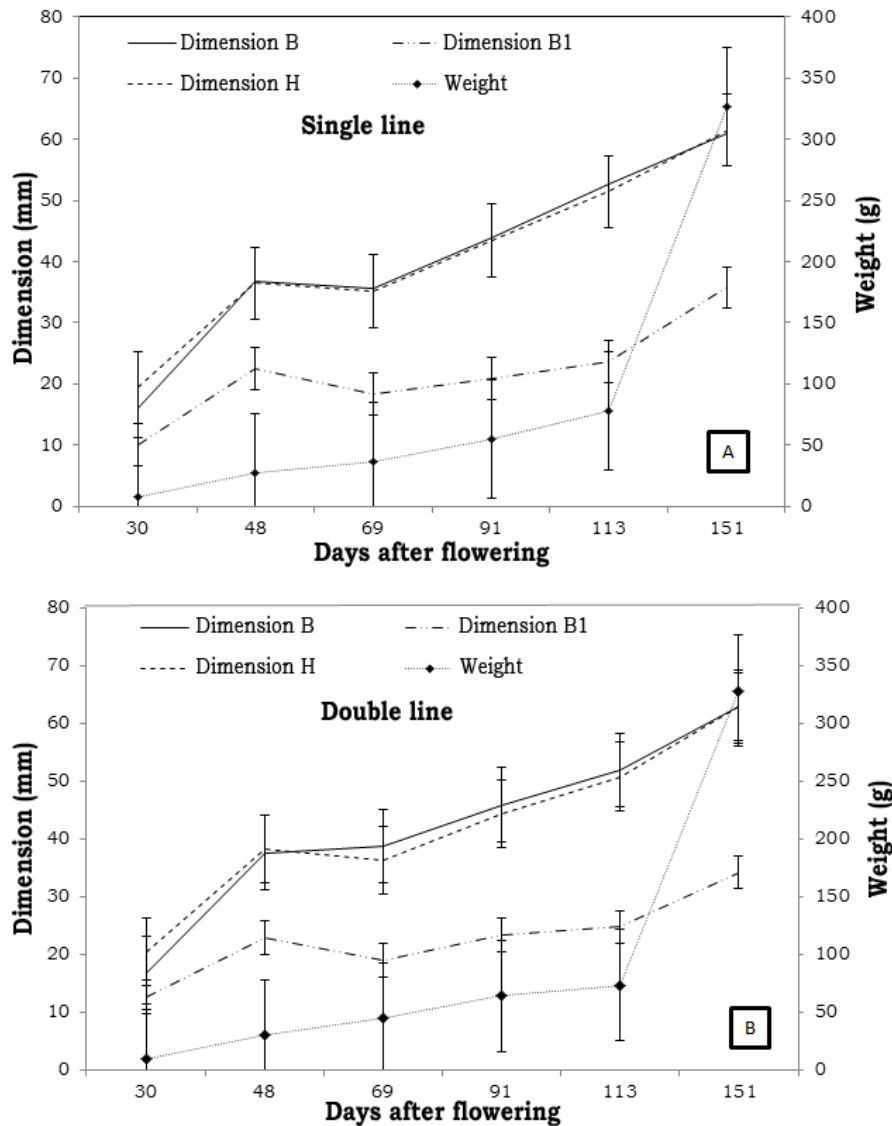 80 400
Dimension B Dimension B1
70 350
Dimension H Weight
Single line
60 300
50 250
40 200
30 150
20 100
10 50
A
0 0
30 48 69 91 113 151
Days after flowering
Dimension (mm)
Weight (g)
80 400
Dimension B Dimension B1
70 350
Dimension H Weight
Double line
60 300
50 250
40 200
30 150
20 100
10 50
B
0 0
30 48 69 91 113 151
Days after flowering
Dimension (mm)
Weight (g)